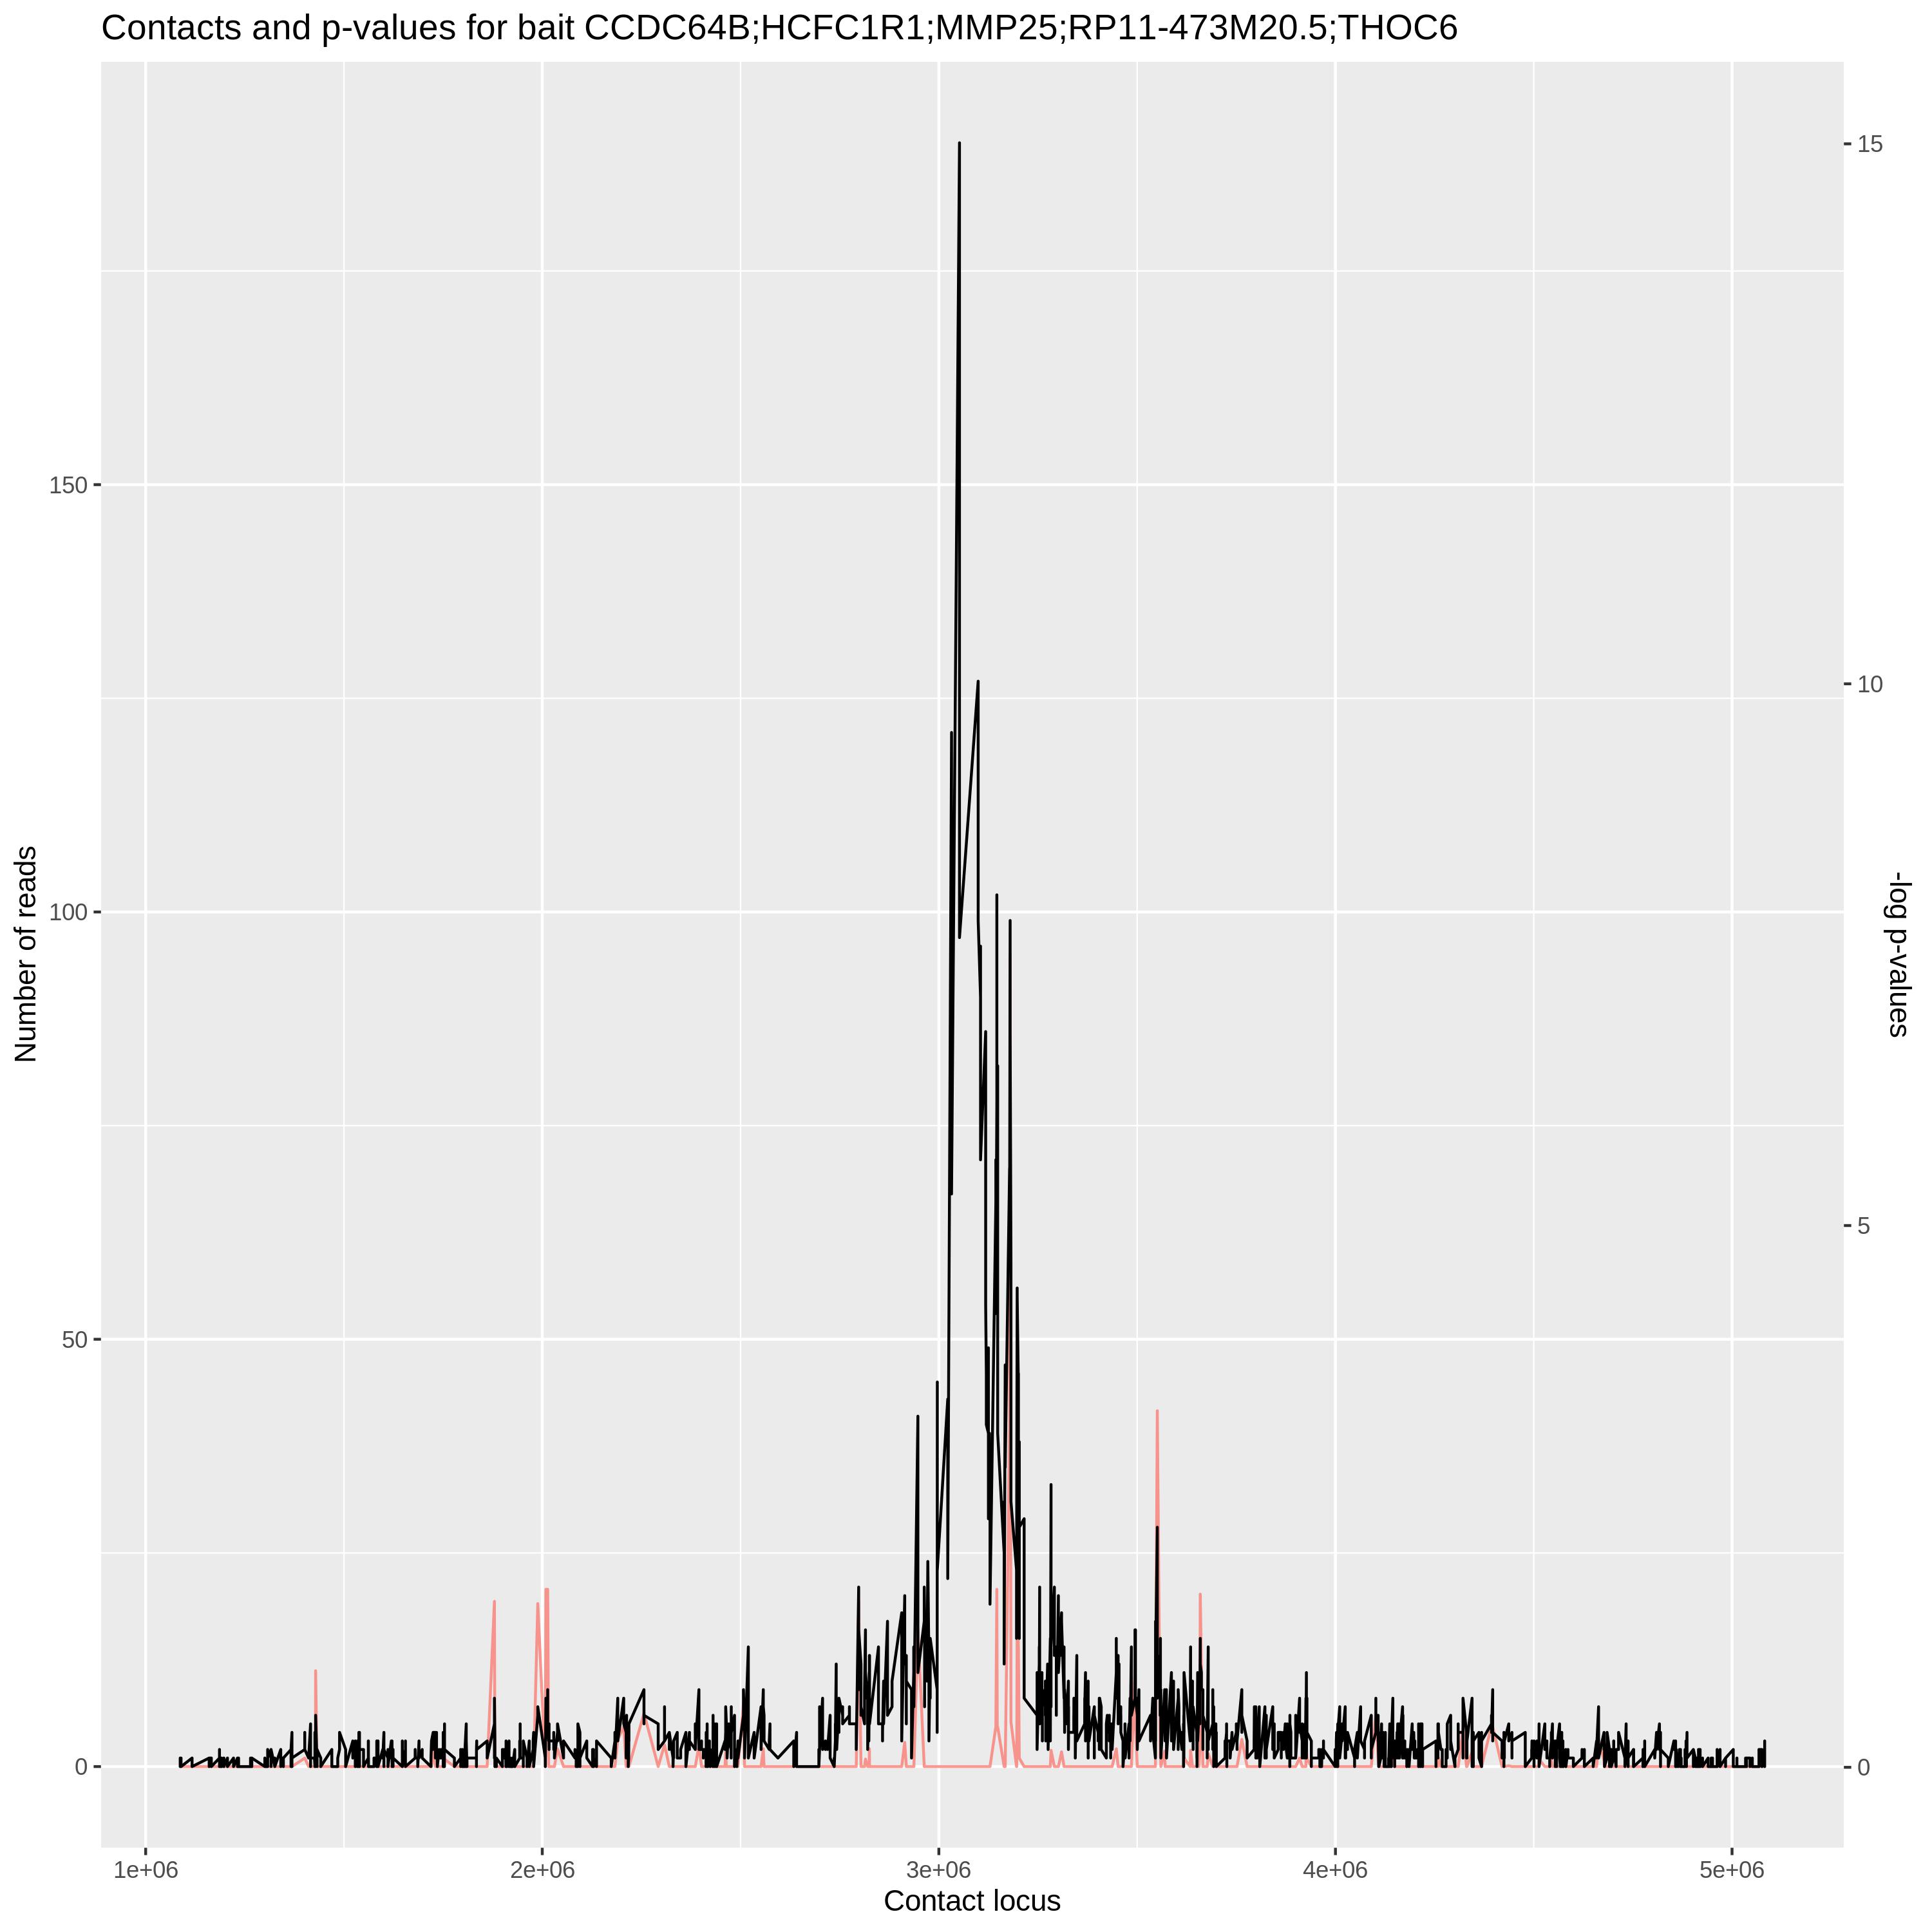 Contacts and p-values for bait CCDC64B;HCFC1R1;MMP25;RP11-473M20.5;THOC6
15
150
10
100
5
50
0
0
Number of reads
-log p-values
1e+06 2e+06 3e+06 4e+06 5e+06
Contact locus